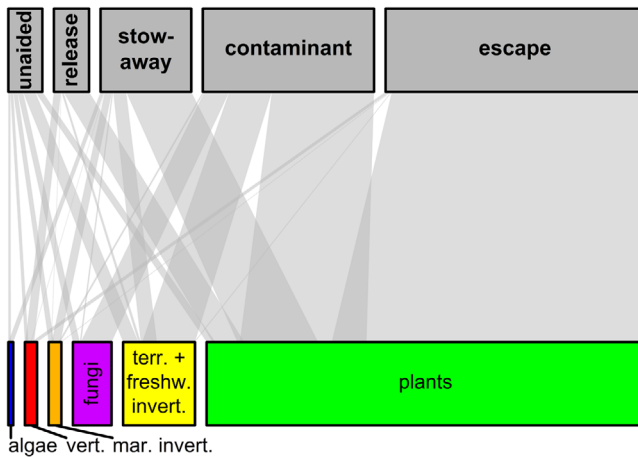 unaided
release
stow-
away
contaminant
escape
fungi
terr. +
freshw.
invert.
plants
algae vert. mar. invert.